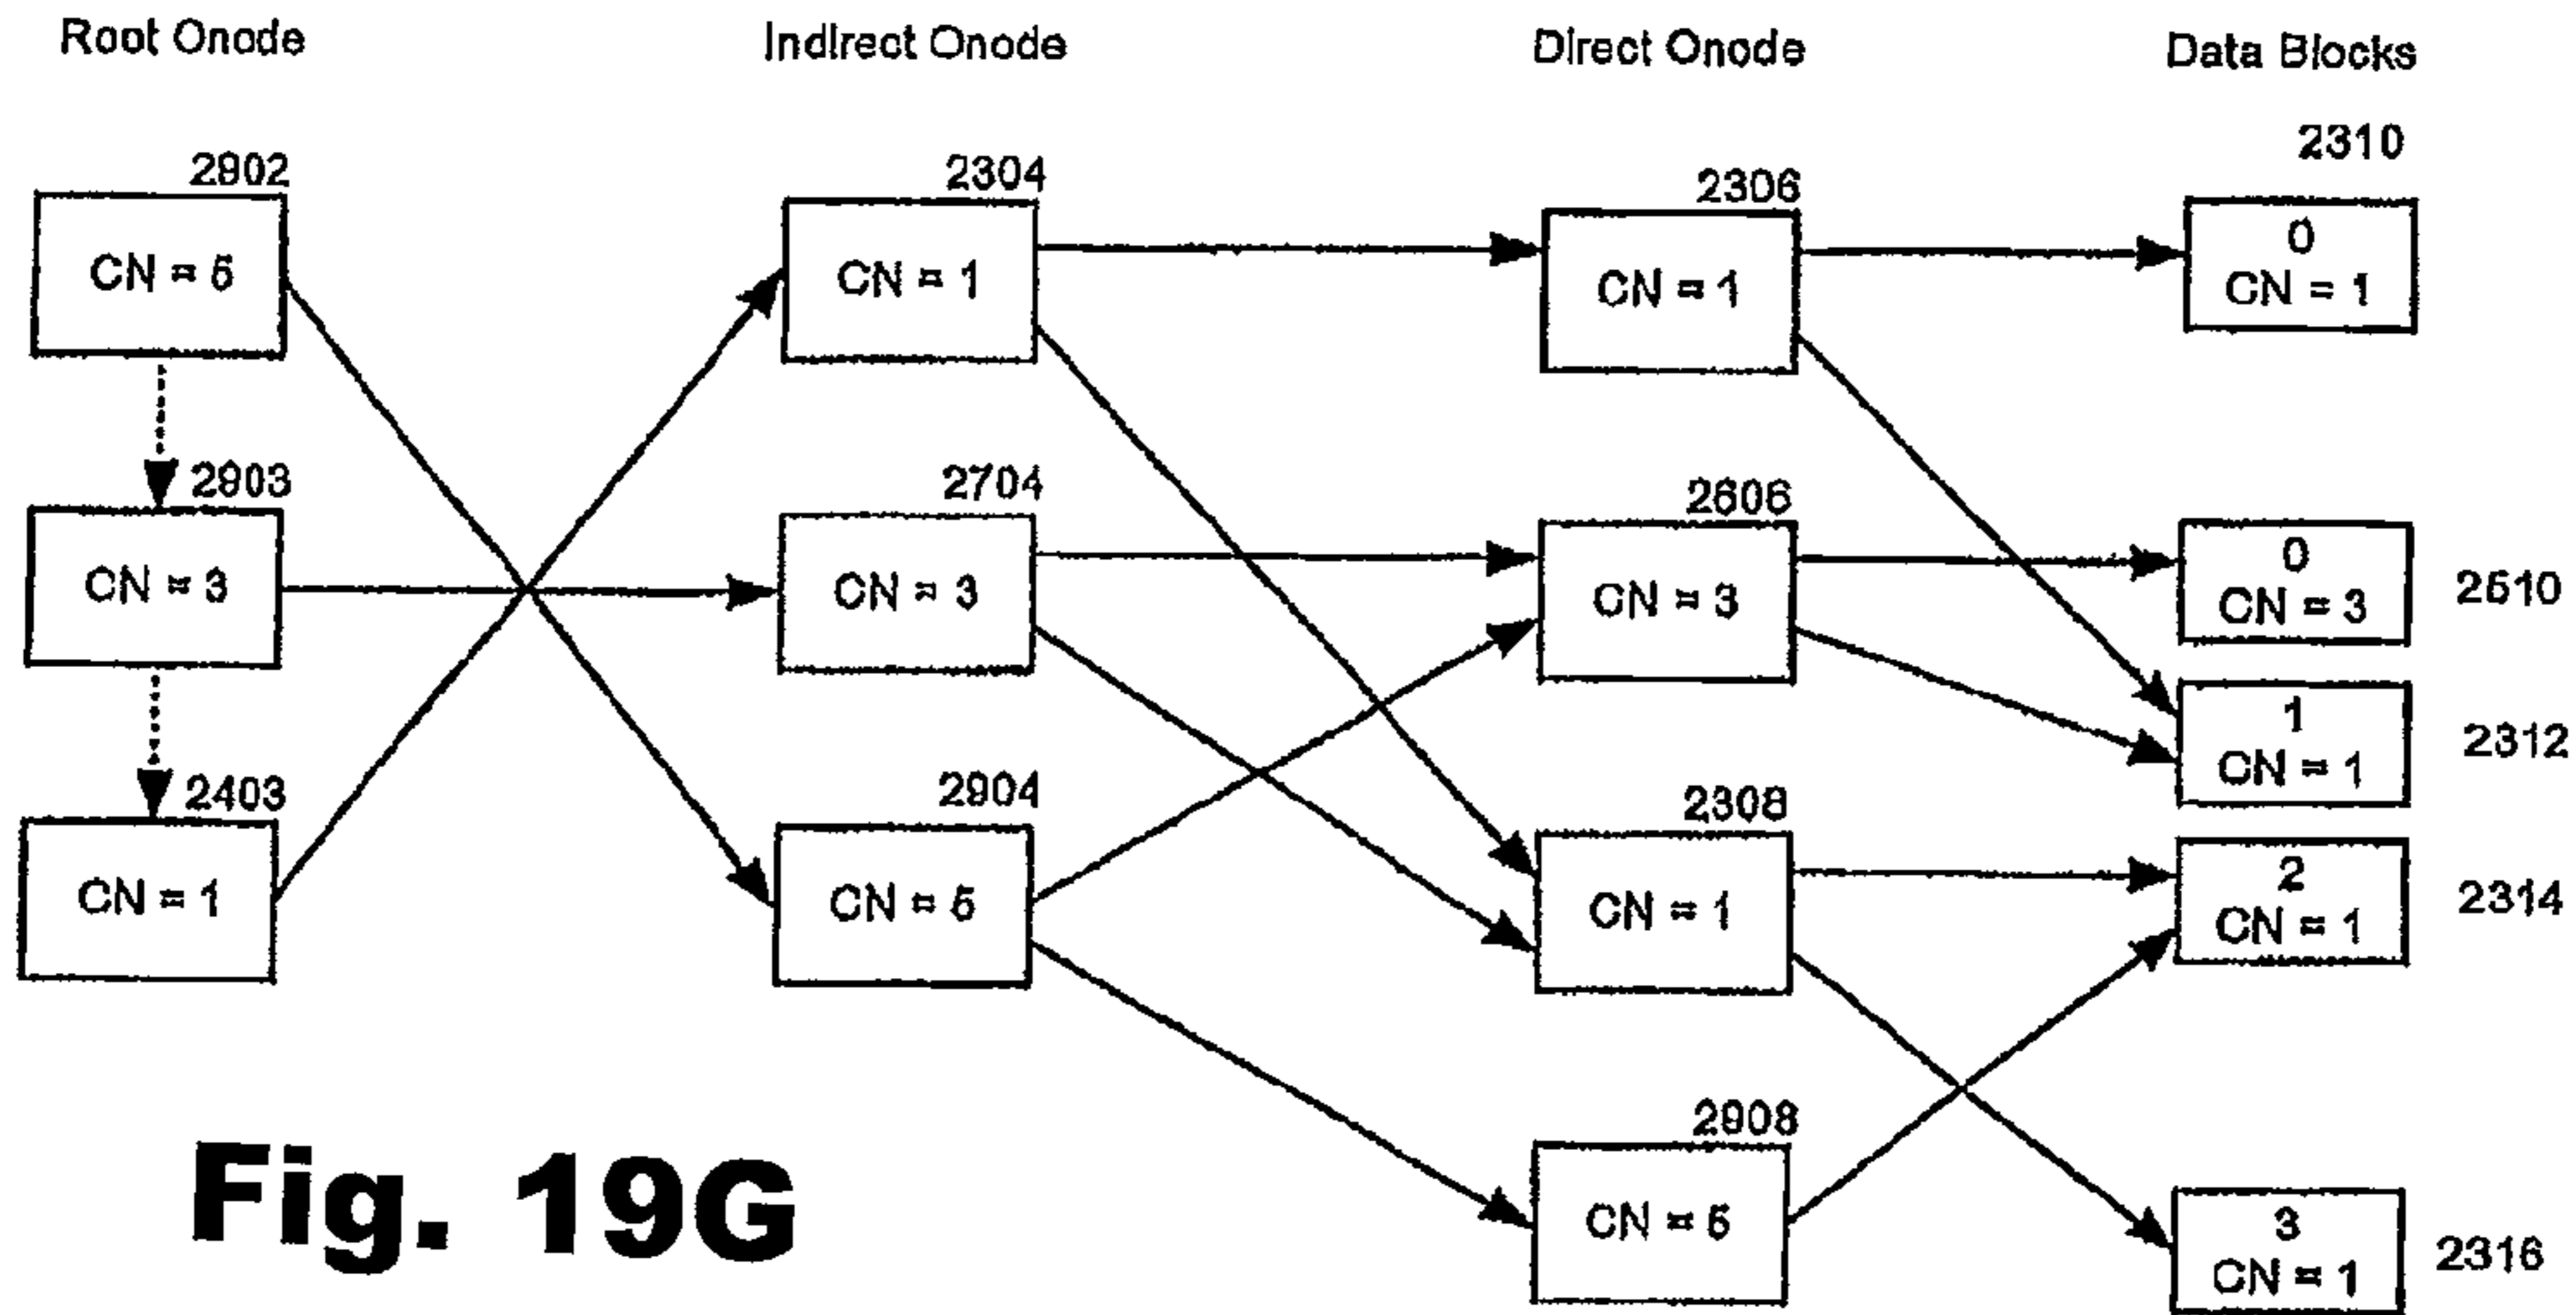 Root Onode
Indirect Onode
Direct Onode
Data Blocks
2902
CN = 5
2304
CN = 1
2306
CN = 1
2310
0
CN = 1
2903
CN = 3
2704
CN = 3
2606
CN = 3
0
CN = 3
2510
1
CN = 1
2312
2403
CN = 1
2904
CN = 5
2308
CN = 1
2
CN = 1
2314
2908
CN = 5
3
CN = 1
2316
Fig. 19G